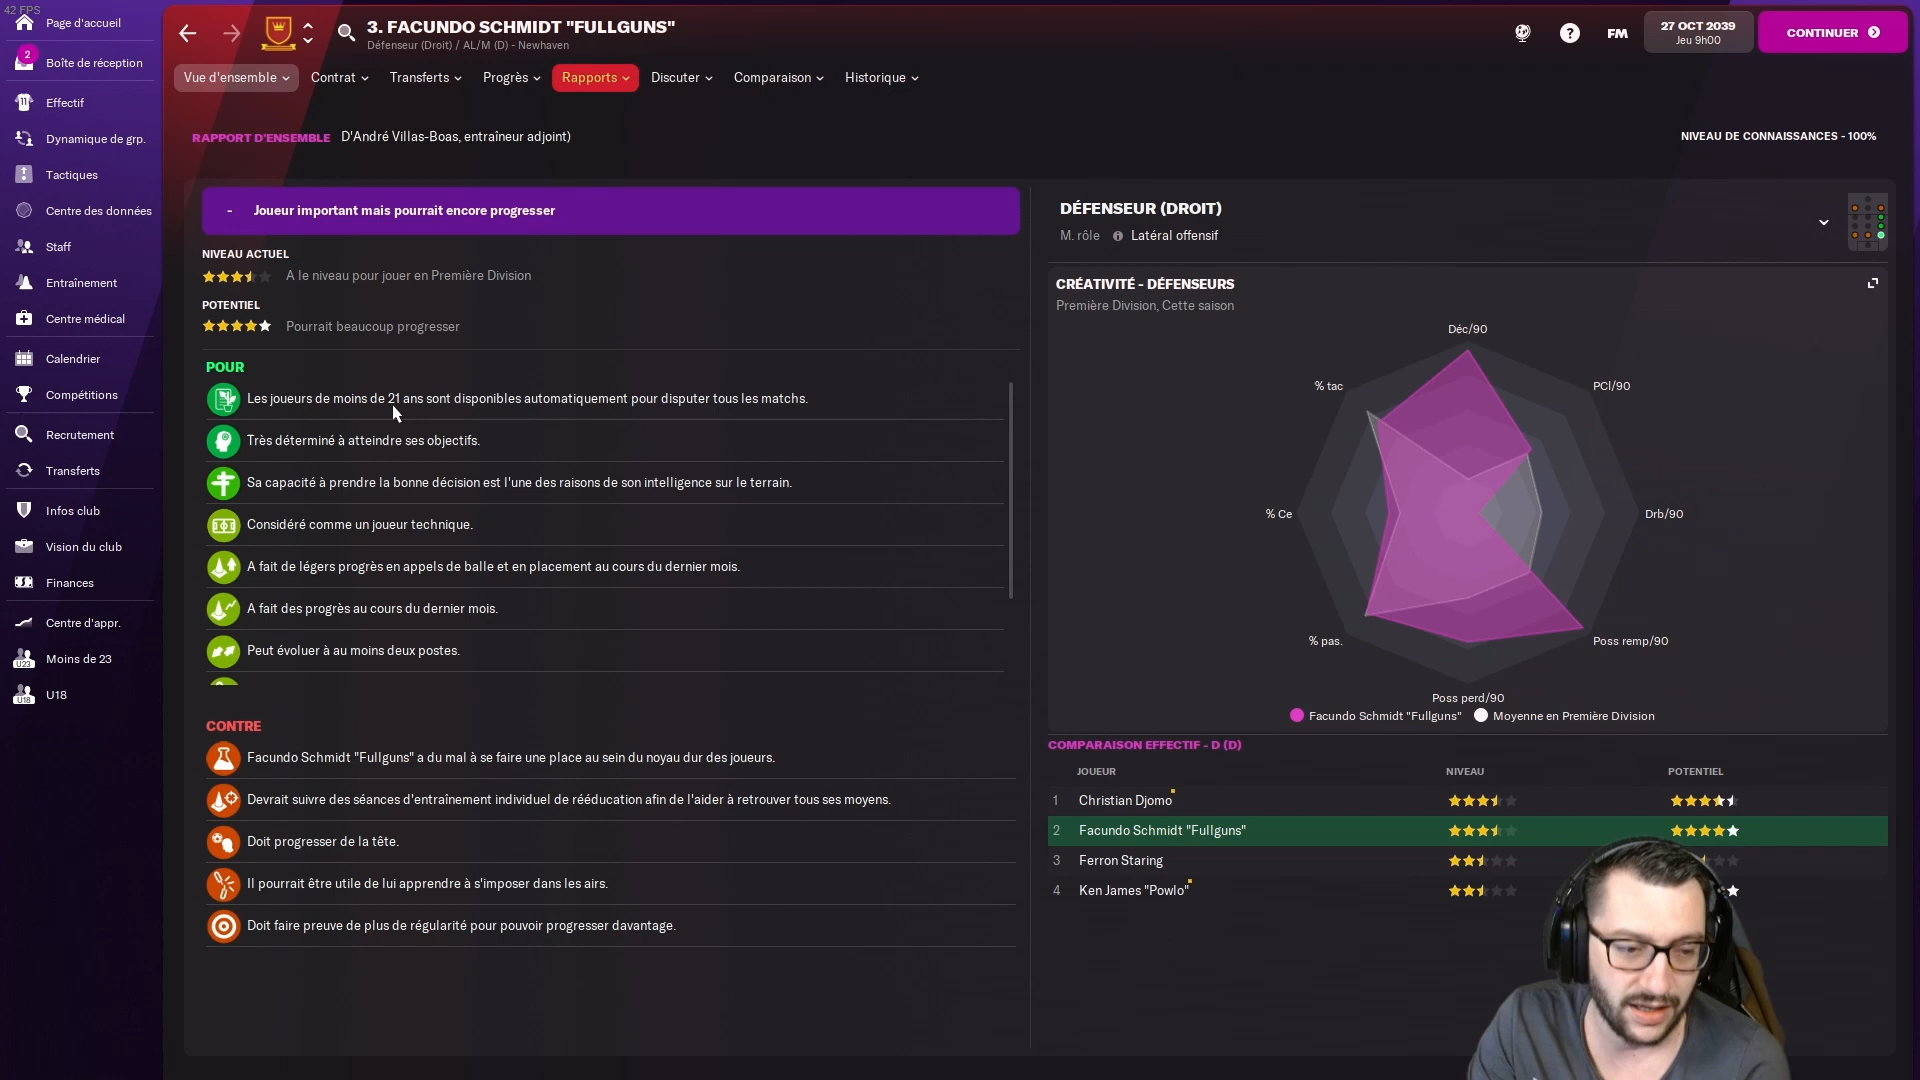 42 FPS
Page d'accueil
2
Boîte de réception
Effectif
Dynamique de grp.
Tactiques
Centre des données
Staff
Entraînement
Centre médical
Calendrier
Compétitions
Recrutement
Transferts
Infos club
Vision du club
Finances
Centre d'appr.
U23
Moins de 23
U18
U18
3. FACUNDO SCHMIDT "FULLGUNS"
Défenseur (Droit) / AL/M (D) - Newhaven
FM
27 OCT 2039
Jeu 9h00
CONTINUER
Vue d'ensemble
Contrat
Transferts
Progrès
Rapports
Discuter
Comparaison
Historique
RAPPORT D'ENSEMBLE D'André Villas-Boas, entraîneur adjoint)
NIVEAU DE CONNAISSANCES - 100%
- Joueur important mais pourrait encore progresser
NIVEAU ACTUEL
A le niveau pour jouer en Première Division
POTENTIEL
Pourrait beaucoup progresser
POUR
Les joueurs de moins de 21 ans sont disponibles automatiquement pour disputer tous les matchs.
Très déterminé à atteindre ses objectifs.
Sa capacité à prendre la bonne décision est l'une des raisons de son intelligence sur le terrain.
Considéré comme un joueur technique.
A fait de légers progrès en appels de balle et en placement au cours du dernier mois.
A fait des progrès au cours du dernier mois.
Peut évoluer à au moins deux postes.
CONTRE
Facundo Schmidt "Fullguns" a du mal à se faire une place au sein du noyau dur des joueurs.
Devrait suivre des séances d'entraînement individuel de rééducation afin de l'aider à retrouver tous ses moyens.
Doit progresser de la tête.
Il pourrait être utile de lui apprendre à s'imposer dans les airs.
Doit faire preuve de plus de régularité pour pouvoir progresser davantage.
DÉFENSEUR (DROIT)
M. rôle Latéral offensif
CRÉATIVITÉ - DÉFENSEURS
Première Division, Cette saison
Déc/90
% tac
PCl/90
% Ce
Drb/90
% pas.
Poss remp/90
Poss perd/90
Facundo Schmidt "Fullguns"
Moyenne en Première Division
COMPARAISON EFFECTIF - D (D)
JOUEUR NIVEAU POTENTIEL
1 Christian Djomo
2 Facundo Schmidt "Fullguns"
3 Ferron Staring
4 Ken James "Powlo"